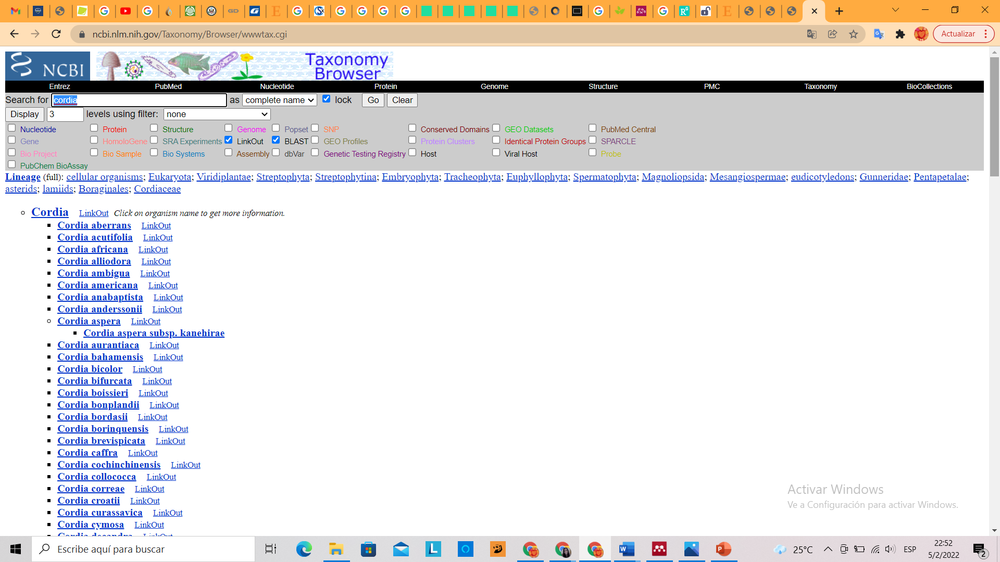 Actualizar
ncbi.nlm.nih.gov/Taxonomy/Browser/wwwtax.cgi
NCBI
Taxonomy
Browser
Entrez PubMed Nucleotide Protein Genome Structure PMC Taxonomy BioCollections
Search for cordia as complete name lock Go Clear
Display 3 levels using filter: none
Nucleotide Protein Structure Genome Popset SNP Conserved Domains GEO Datasets PubMed Central
Gene HomoloGene SRA Experiments LinkOut BLAST GEO Profiles Protein Clusters Identical Protein Groups SPARCLE
Bio Project Bio Sample Bio Systems Assembly dbVar Genetic Testing Registry Host Viral Host Probe
PubChem BioAssay
Lineage (full): cellular organisms; Eukaryota; Viridiplantae; Streptophyta; Streptophytina; Embryophyta; Tracheophyta; Euphyllophyta; Spermatophyta; Magnoliopsida; Mesangiospermae; eudicotyledons; Gunneridae; Pentapetalae;
asterids; lamiids; Boraginales; Cordiaceae
Cordia LinkOut Click on organism name to get more information.
Cordia aberrans LinkOut
Cordia acutifolia LinkOut
Cordia africana LinkOut
Cordia alliodora LinkOut
Cordia ambigua LinkOut
Cordia americana LinkOut
Cordia anabaptista LinkOut
Cordia anderssonii LinkOut
Cordia aspera LinkOut
Cordia aspera subsp. kanehirae
Cordia aurantiaca LinkOut
Cordia bahamensis LinkOut
Cordia bicolor LinkOut
Cordia bifurcata LinkOut
Cordia boissieri LinkOut
Cordia bonplandii LinkOut
Cordia bordasii LinkOut
Cordia borinquensis LinkOut
Cordia brevispicata LinkOut
Cordia caffra LinkOut
Cordia cochinchinensis LinkOut
Cordia collococca LinkOut
Cordia correae LinkOut
Cordia croatii LinkOut
Cordia curassavica LinkOut
Cordia cymosa LinkOut
Activar Windows
Ve a Configuración para activar Windows.
Escribe aquí para buscar
25°C
ESP
22:52
5/2/2022
2